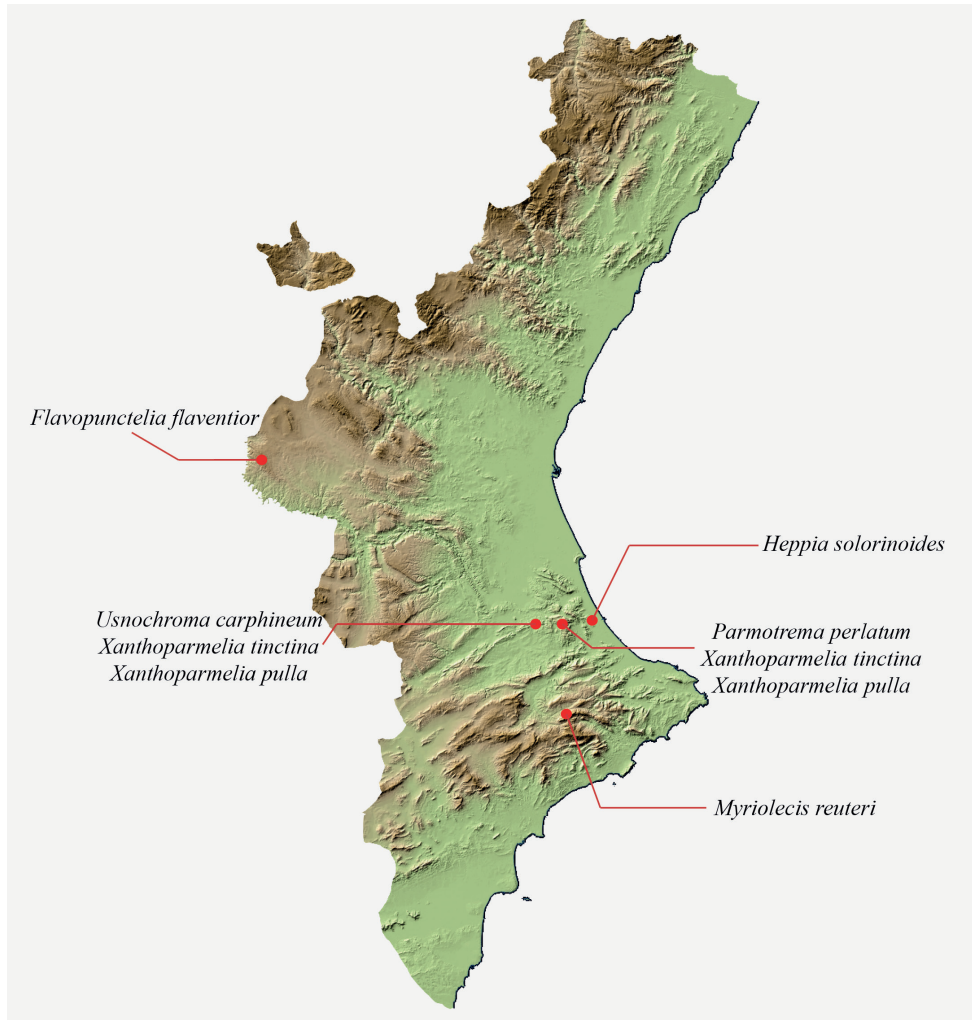 Flavopunctelia flaventior
Heppia solorinoides
Usnochroma carphineum
Xanthoparmelia tinctina
Xanthoparmelia pulla
Parmotrema perlatum
Xanthoparmelia tinctina
Xanthoparmelia pulla
Myriolecis reuteri